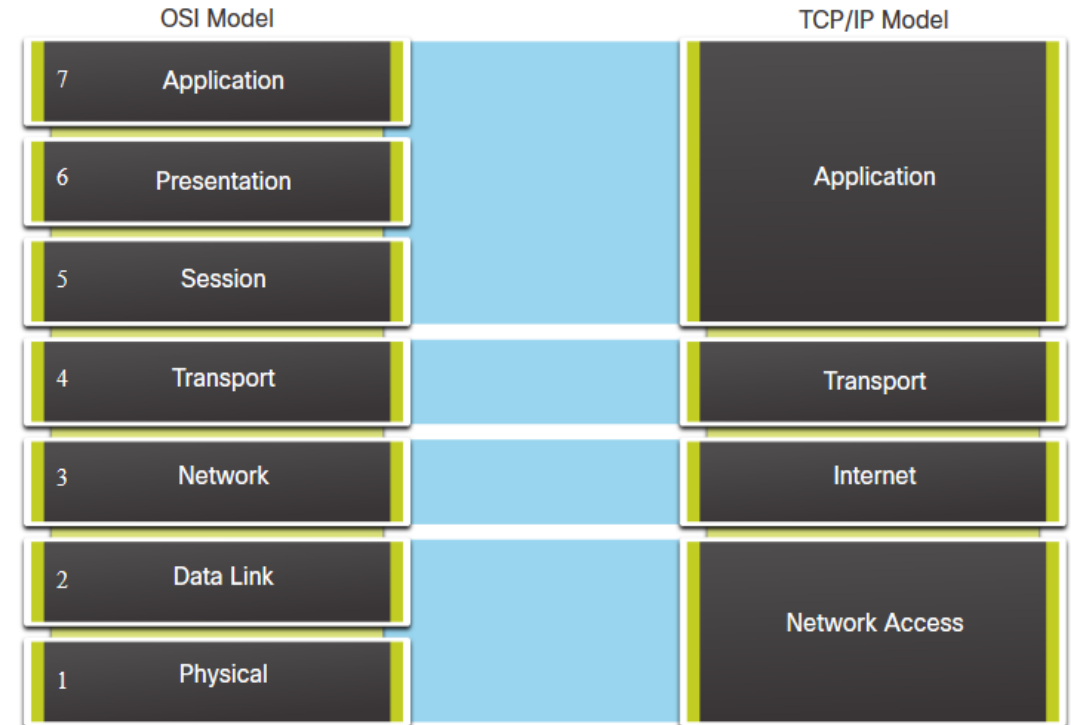 OSI Model
TCP/IP Model
7 Application
6 Presentation
Application
5 Session
4 Transport
Transport
3 Network
Internet
2 Data Link
Network Access
1 Physical